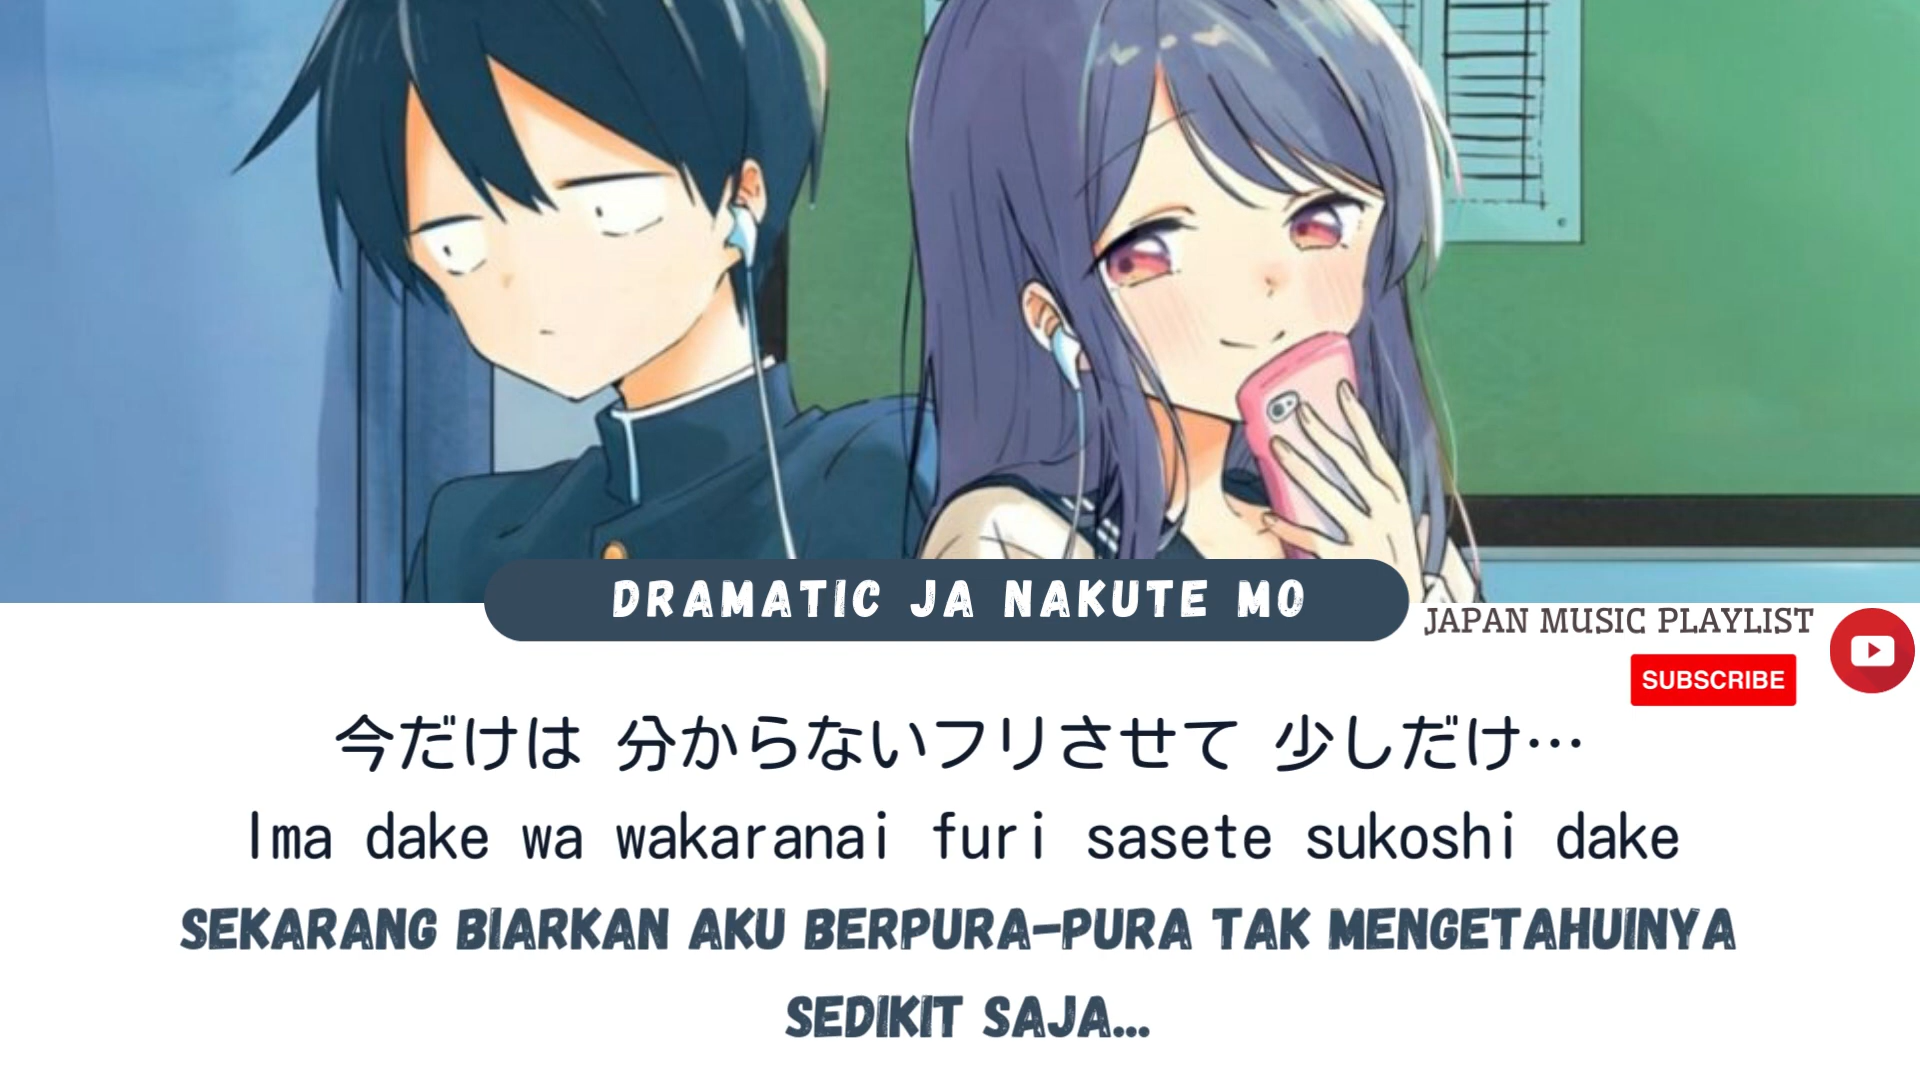 DRAMATIC JA NAKUTE MO
JAPAN MUSIC PLAYLIST
SUBSCRIBE
今だけは 分からないフリさせて 少しだけ…
Ima dake wa wakaranai furi sasete sukoshi dake
SEKARANG BIARKAN AKU BERPURA-PURA TAK MENGETAHUINYA
SEDIKIT SAJA...